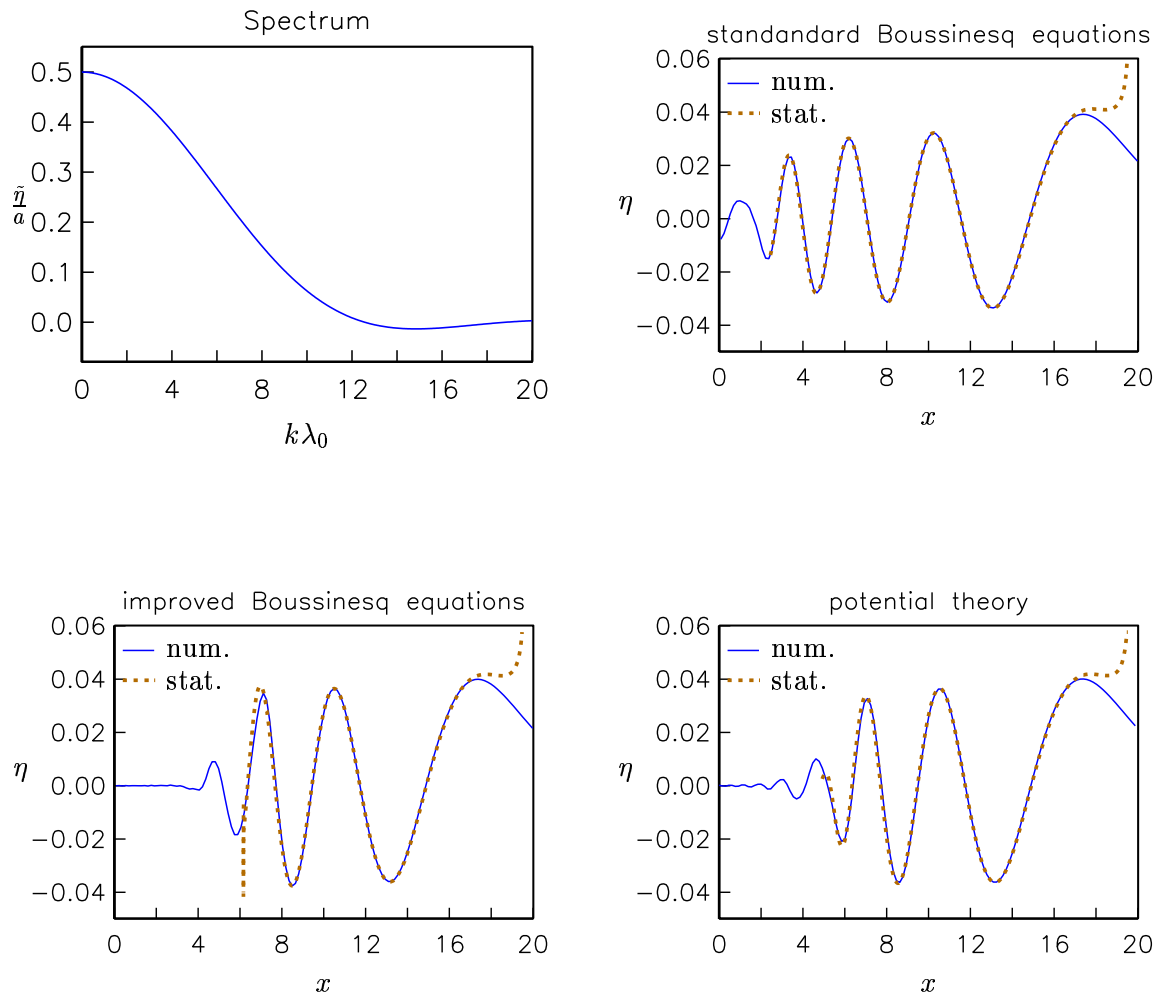 Spectrum
0.5
0.4
0.3
0.2
0.1
0.0
η̃/a
0 4 8 12 16 20
kλ₀
standandard Boussinesq equations
num.
stat.
0.06
0.04
0.02
0.00
−0.02
−0.04
η
0 4 8 12 16 20
x
improved Boussinesq equations
num.
stat.
0.06
0.04
0.02
0.00
−0.02
−0.04
η
0 4 8 12 16 20
x
potential theory
num.
stat.
0.06
0.04
0.02
0.00
−0.02
−0.04
η
0 4 8 12 16 20
x